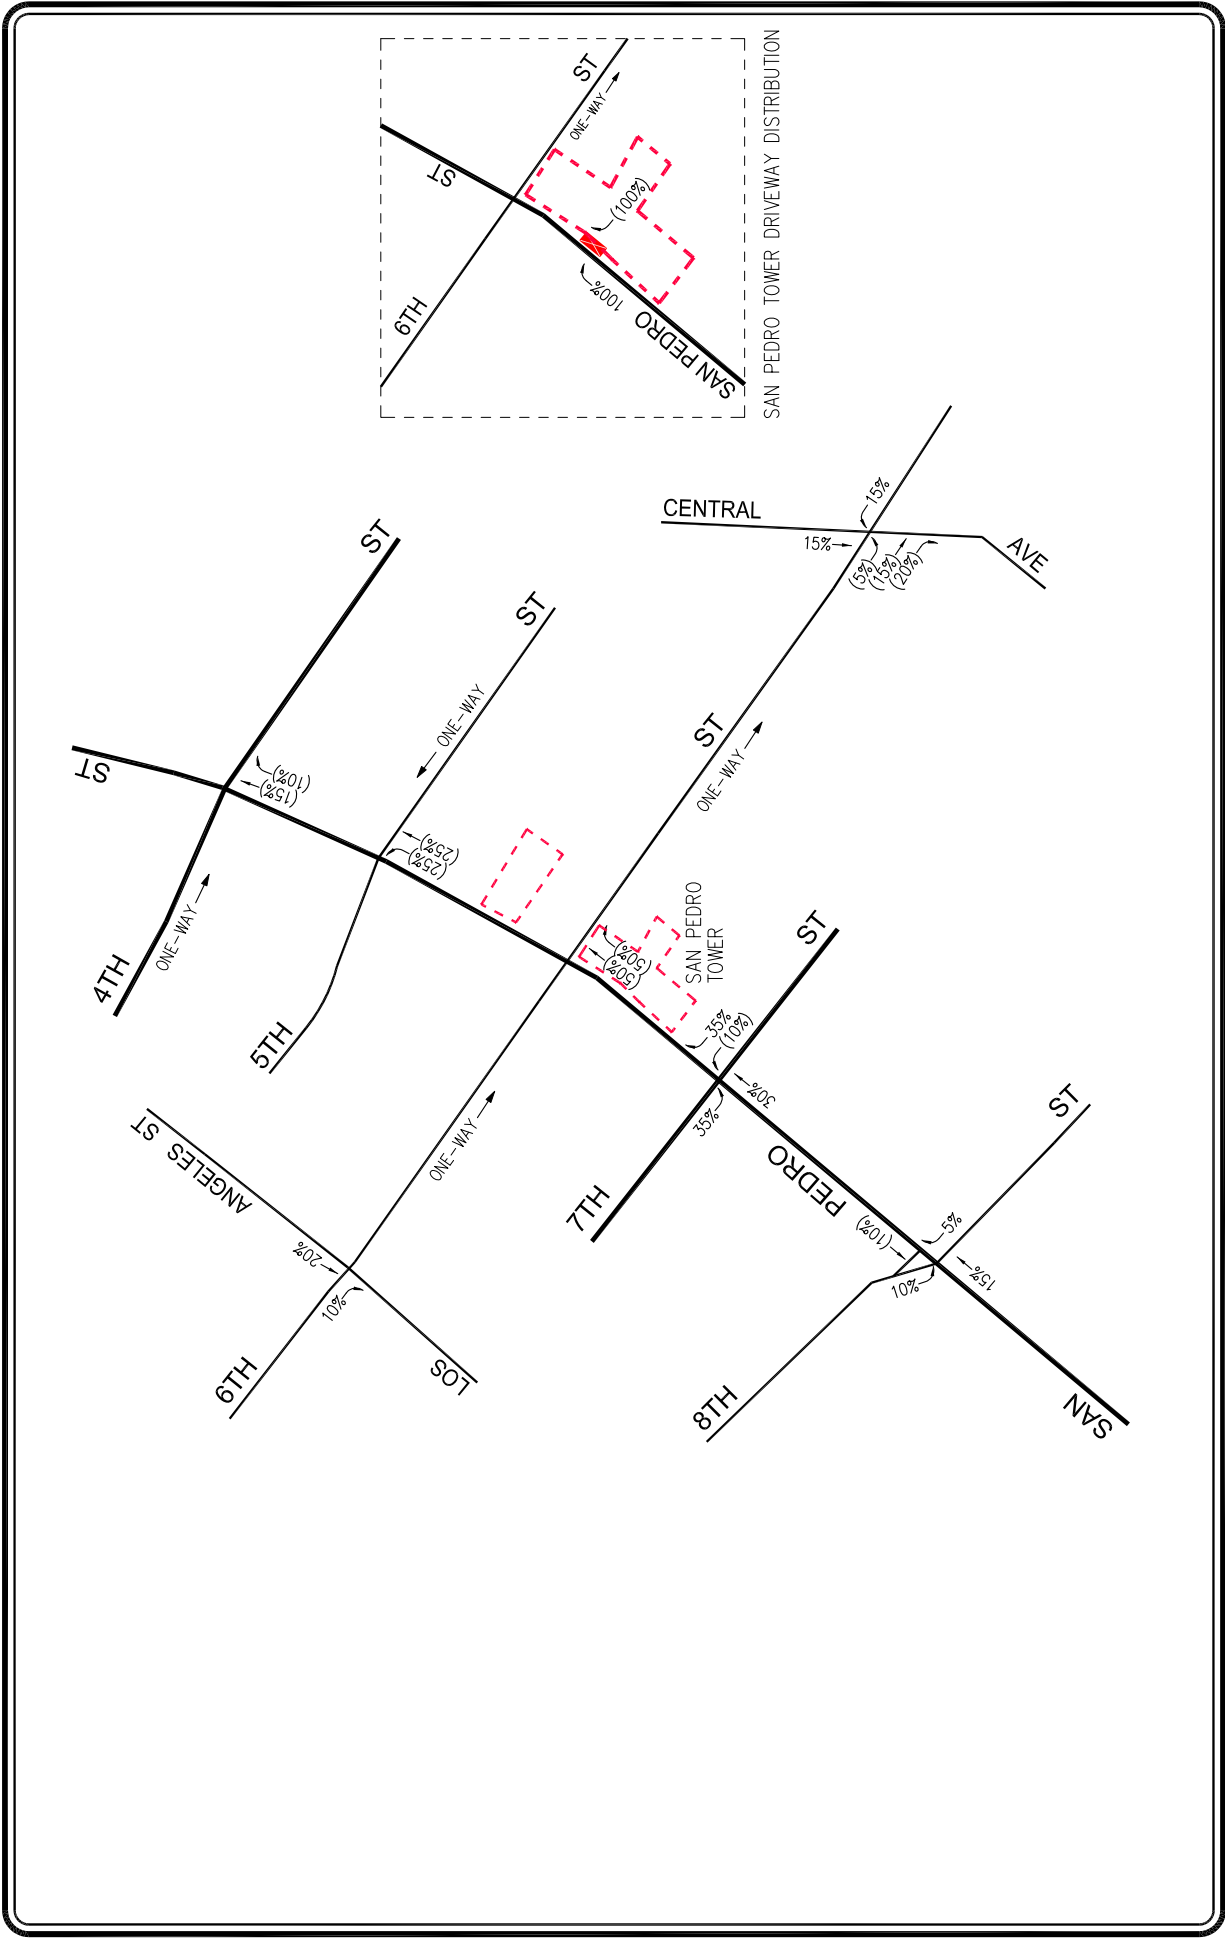 ST
ONE-WAY
ST
(100%)
6TH
100%
SAN PEDRO
SAN PEDRO TOWER DRIVEWAY DISTRIBUTION
CENTRAL
15%
15%
(5%)
(15%)
(20%)
AVE
ST
ST
ST
ONE-WAY
(10%)
(15%)
4TH
ONE-WAY
(25%)
(25%)
5TH
ST
ONE-WAY
SAN PEDRO
TOWER
(50%)
(50%)
ST
35%
(10%)
35%
30%
7TH
ONE-WAY
ANGELES ST
20%
10%
6TH
LOS
PEDRO
ST
(10%)
5%
10%
15%
8TH
SAN